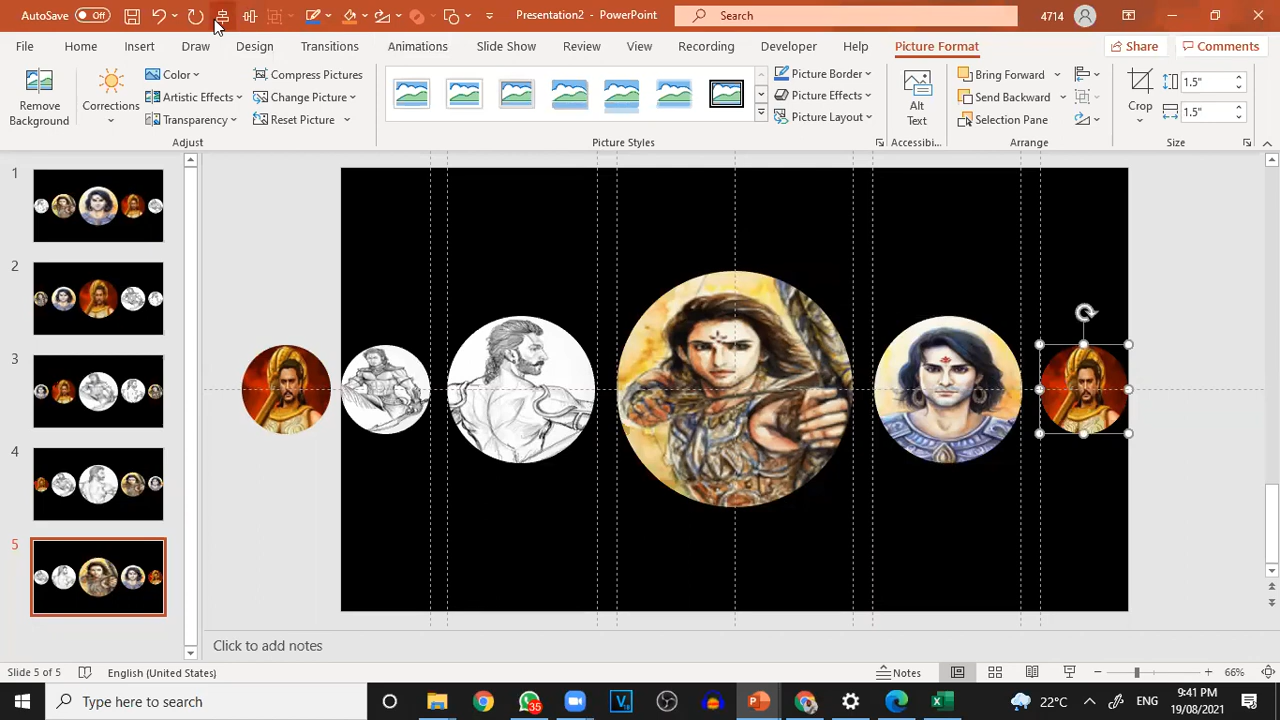 AutoSave Off Presentation2 - PowerPoint Search 4714
File Home Insert Draw Design Transitions Animations Slide Show Review View Recording Developer Help Picture Format Share Comments
Remove Background
Corrections
Color
Artistic Effects
Transparency
Compress Pictures
Change Picture
Reset Picture
Adjust
Picture Border
Picture Effects
Picture Layout
Picture Styles
Alt Text
Accessibi...
Bring Forward
Send Backward
Selection Pane
Arrange
Crop
1.5"
1.5"
Size
1
2
3
4
5
Click to add notes
Slide 5 of 5 English (United States) Notes 66%
Type here to search 35 22°C ENG 9:41 PM
19/08/2021